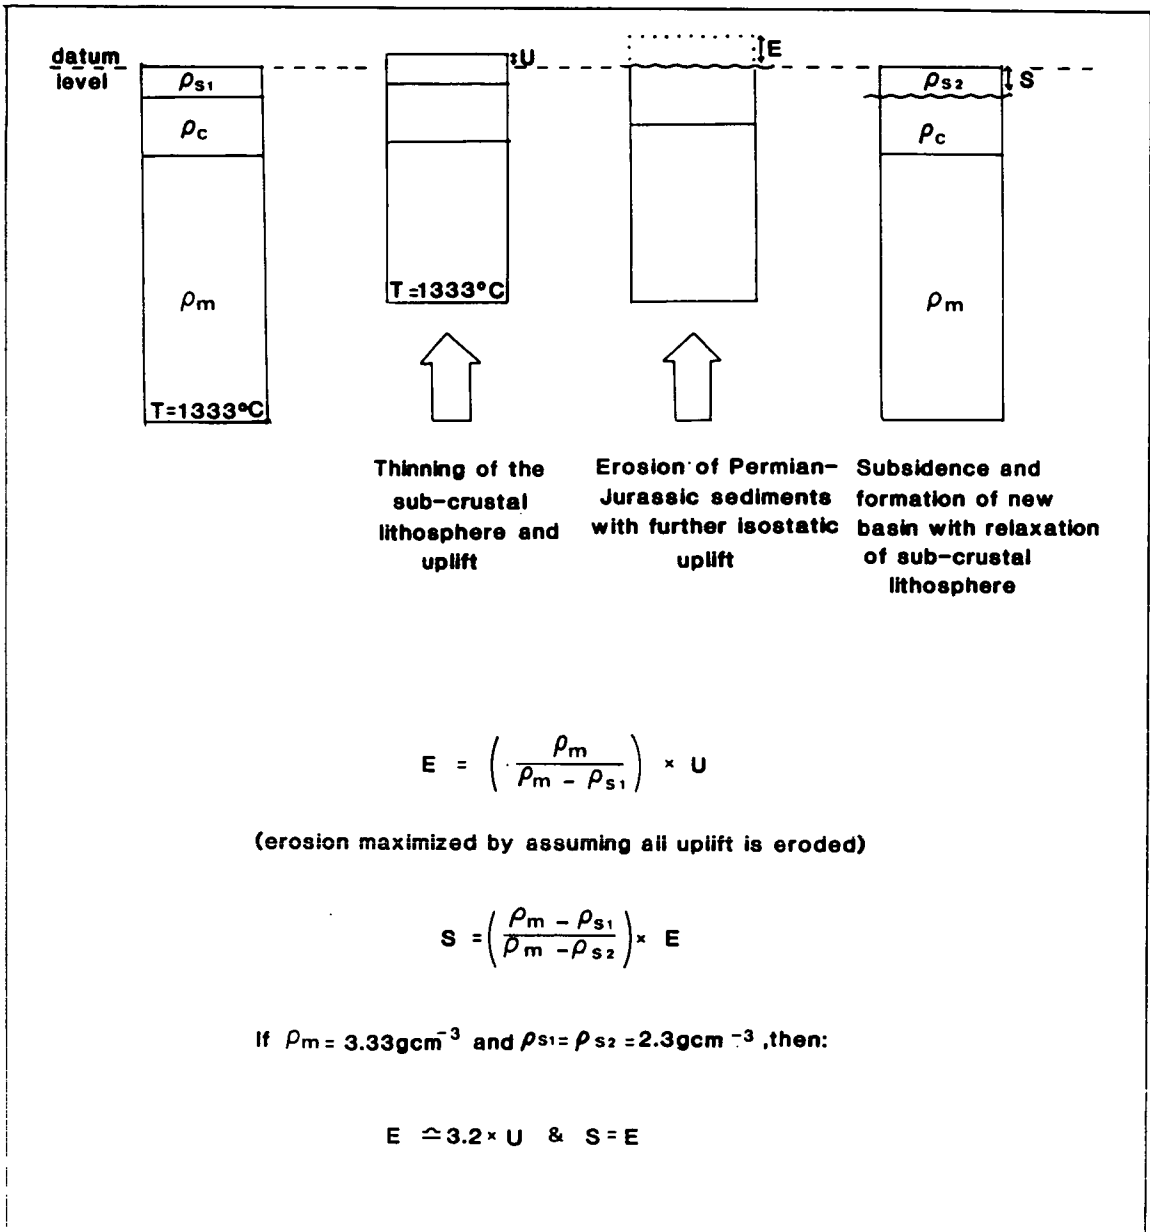 datum level
U
E
S
ρs1
ρc
ρm
T=1333°C
T=1333°C
ρs2
ρc
ρm
Thinning of the
sub-crustal
lithosphere and
uplift
Erosion of Permian-
Jurassic sediments
with further isostatic
uplift
Subsidence and
formation of new
basin with relaxation
of sub-crustal
lithosphere
E = ( ρm / (ρm − ρs1) ) × U
(erosion maximized by assuming all uplift is eroded)
S = ( (ρm − ρs1) / (ρm − ρs2) ) × E
If ρm = 3.33gcm⁻³ and ρs1= ρs2 =2.3gcm⁻³,then:
E ≏ 3.2 × U & S = E